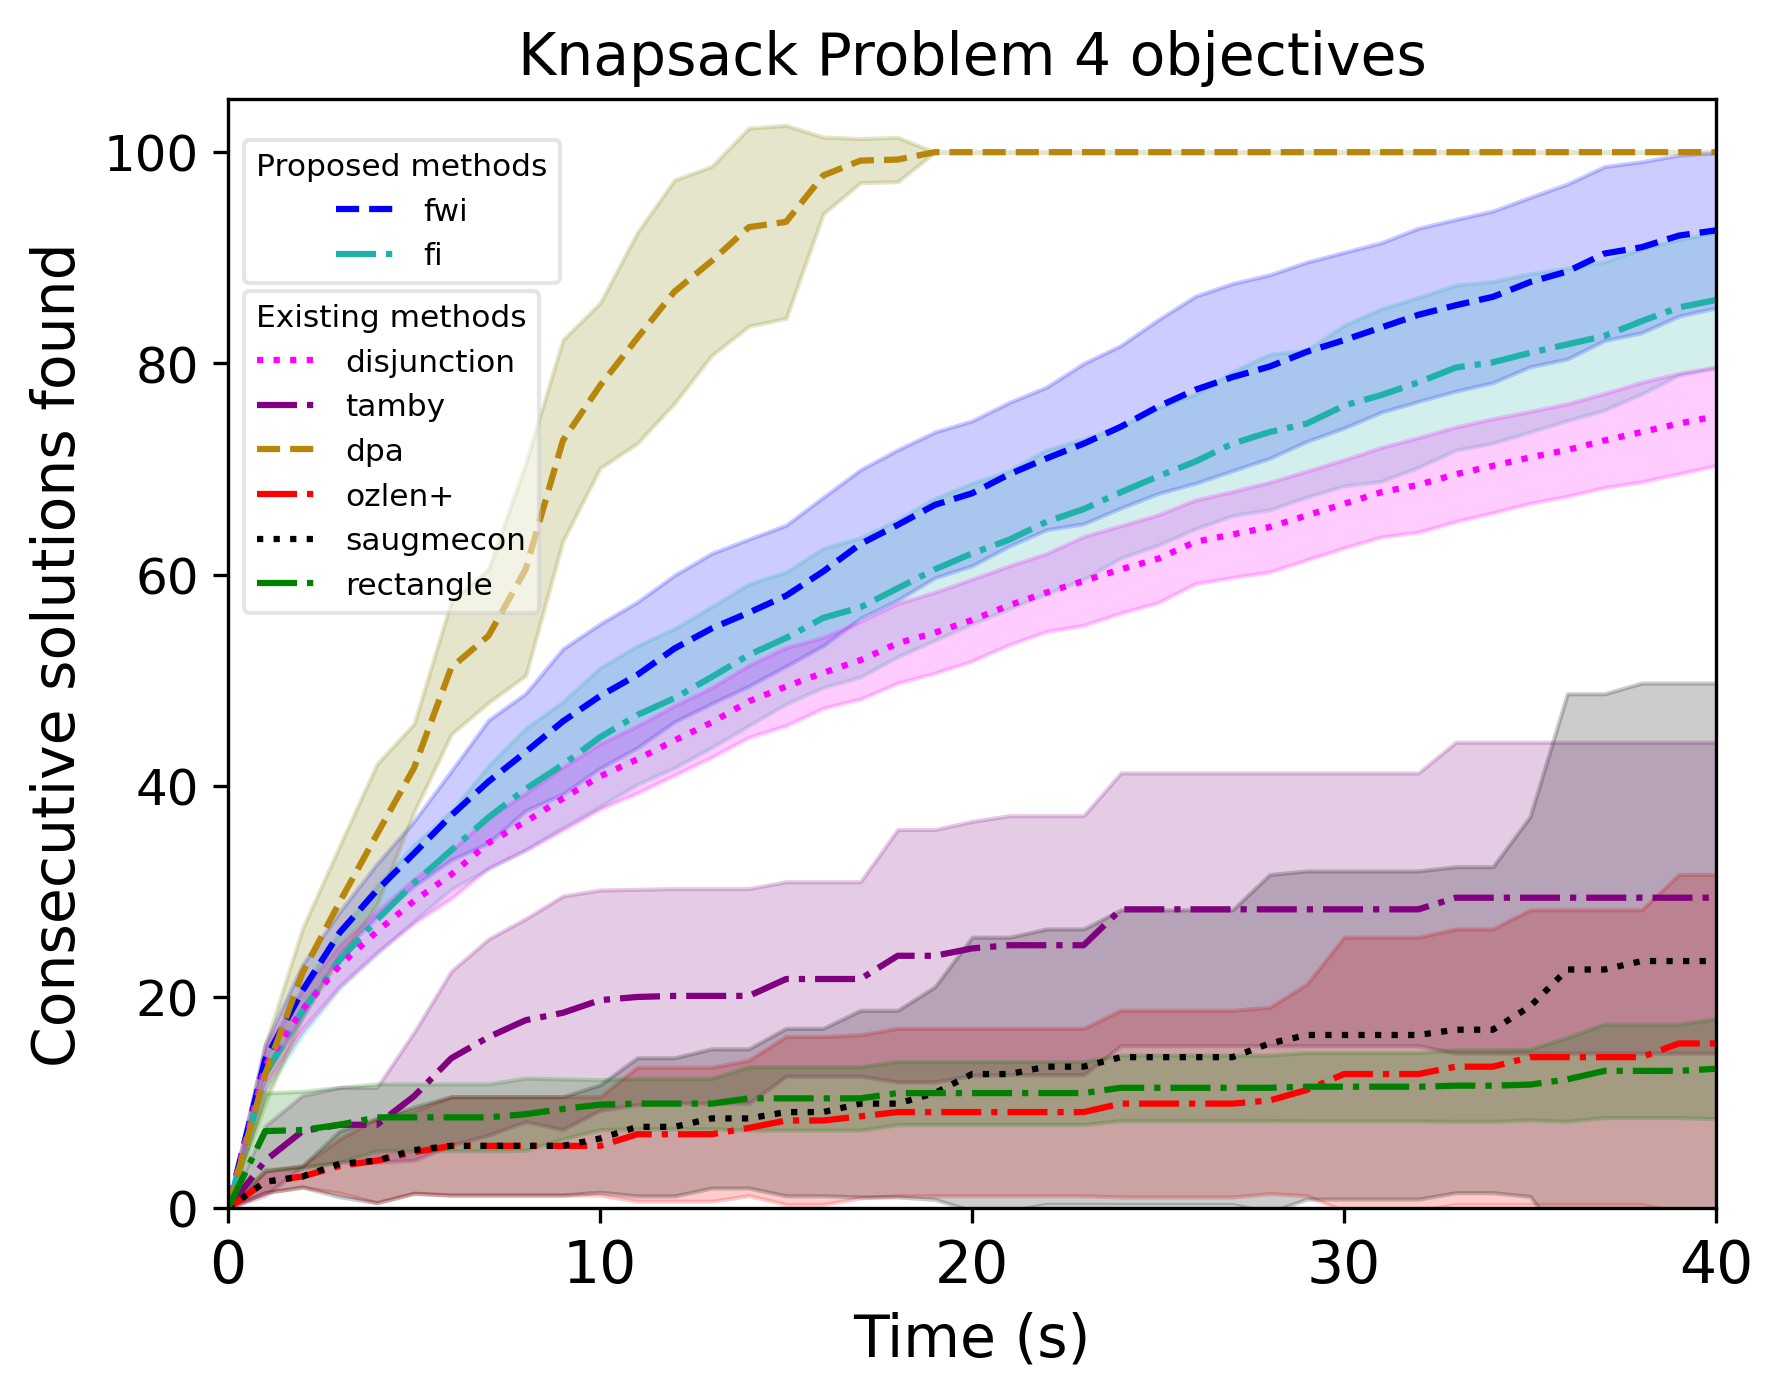 Knapsack Problem 4 objectives
Consecutive solutions found
100
80
60
40
20
0
Proposed methods
fwi
fi
Existing methods
disjunction
tamby
dpa
ozlen+
saugmecon
rectangle
0 10 20 30 40
Time (s)